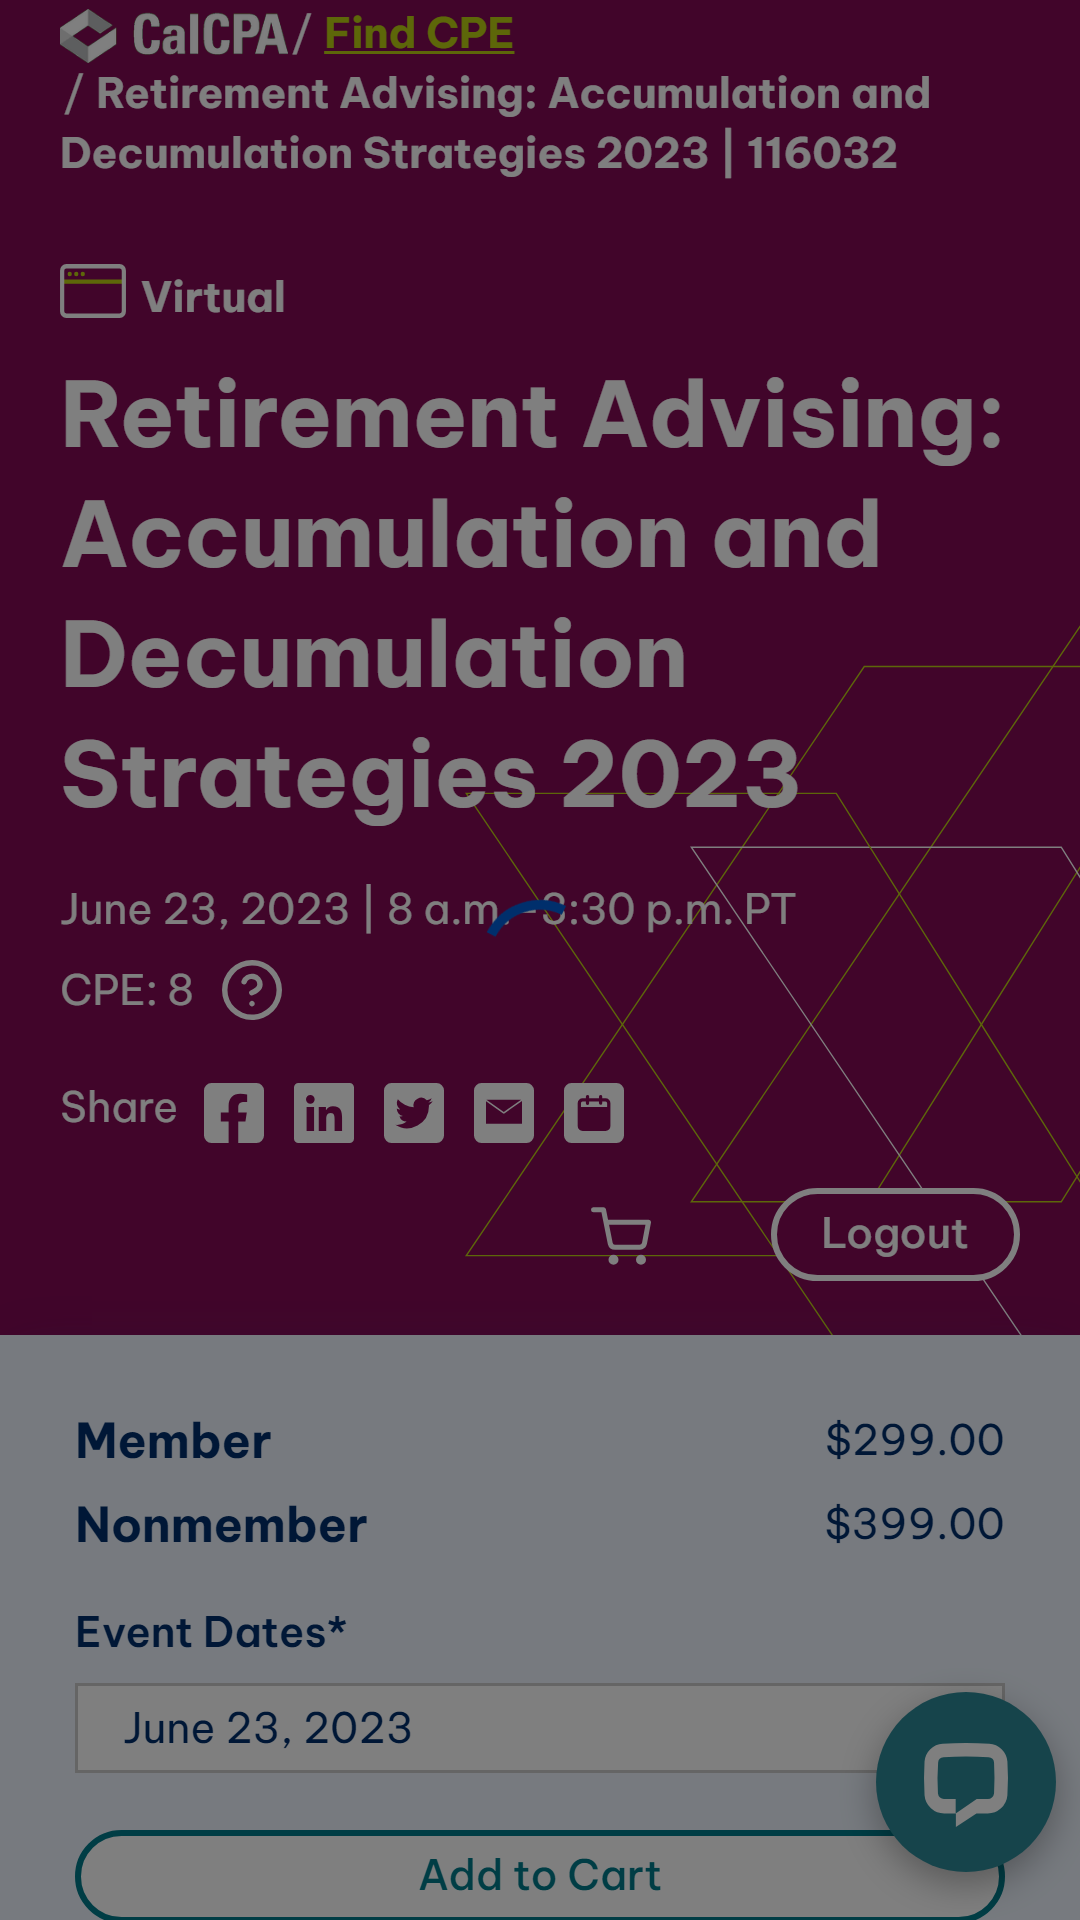 CalCPA / Find CPE
/ Retirement Advising: Accumulation and
Decumulation Strategies 2023 | 116032
Virtual
Retirement Advising:
Accumulation and
Decumulation
Strategies 2023
June 23, 2023 | 8 a.m.–3:30 p.m. PT
CPE: 8 ?
Share
Logout
Member $299.00
Nonmember $399.00
Event Dates*
June 23, 2023
Add to Cart